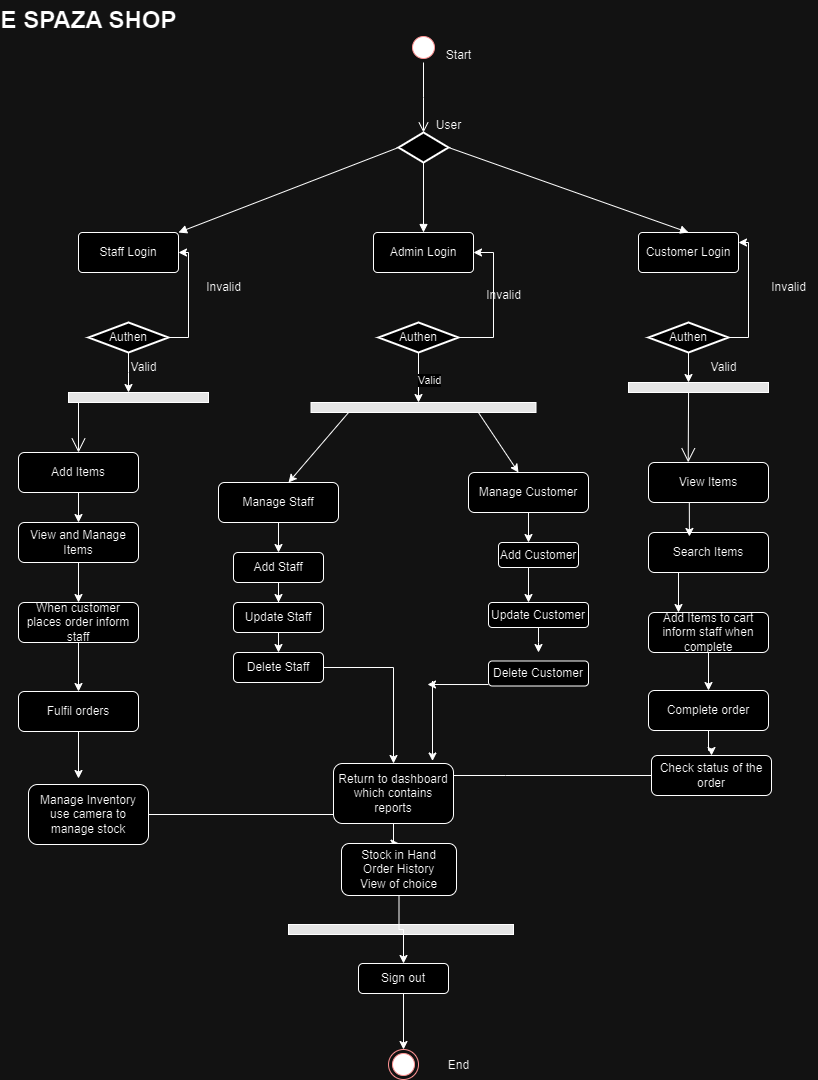 E SPAZA SHOP
Start
User
Staff Login
Admin Login
Customer Login
Invalid
Invalid
Invalid
Authen
Authen
Authen
Valid
Valid
Valid
Add Items
Manage Staff
Manage Customer
View Items
View and Manage
Items
Add Staff
Add Customer
Search Items
When customer
places order inform
staff
Update Staff
Update Customer
Add Items to cart
inform staff when
complete
Delete Staff
Delete Customer
Fulfil orders
Complete order
Return to dashboard
which contains
reports
Check status of the
order
Manage Inventory
use camera to
manage stock
Stock in Hand
Order History
View of choice
Sign out
End